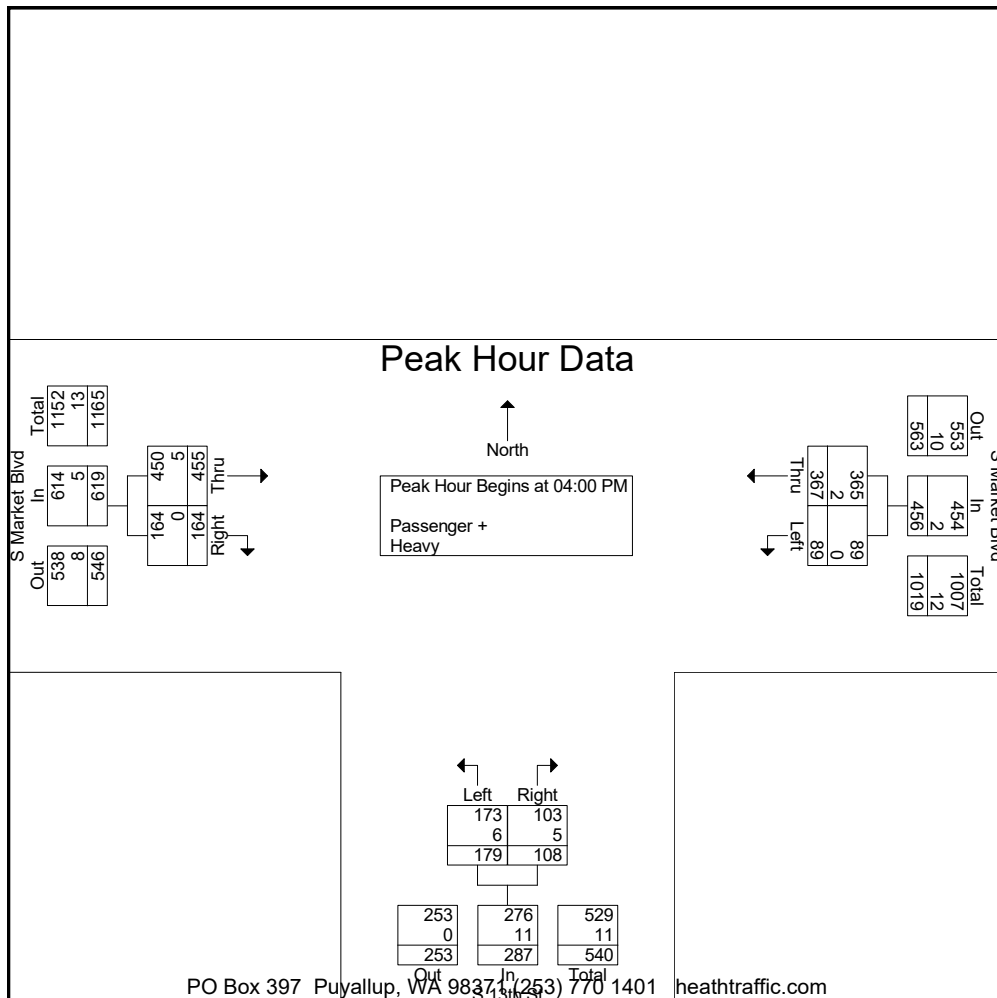 Peak Hour Data
North
Peak Hour Begins at 04:00 PM
Passenger +
Heavy
S Market Blvd
Total
1152
13
1165
In
614
5
619
Out
538
8
546
Thru
450
5
455
Right
164
0
164
S Market Blvd
Out
553
10
563
In
454
2
456
Total
1007
12
1019
Thru
365
2
367
Left
89
0
89
Left Right
173 103
6 5
179 108
253 276 529
0 11 11
253 287 540
Out In Total
S 13th St
PO Box 397 Puyallup, WA 98371 (253) 770 1401 heathtraffic.com